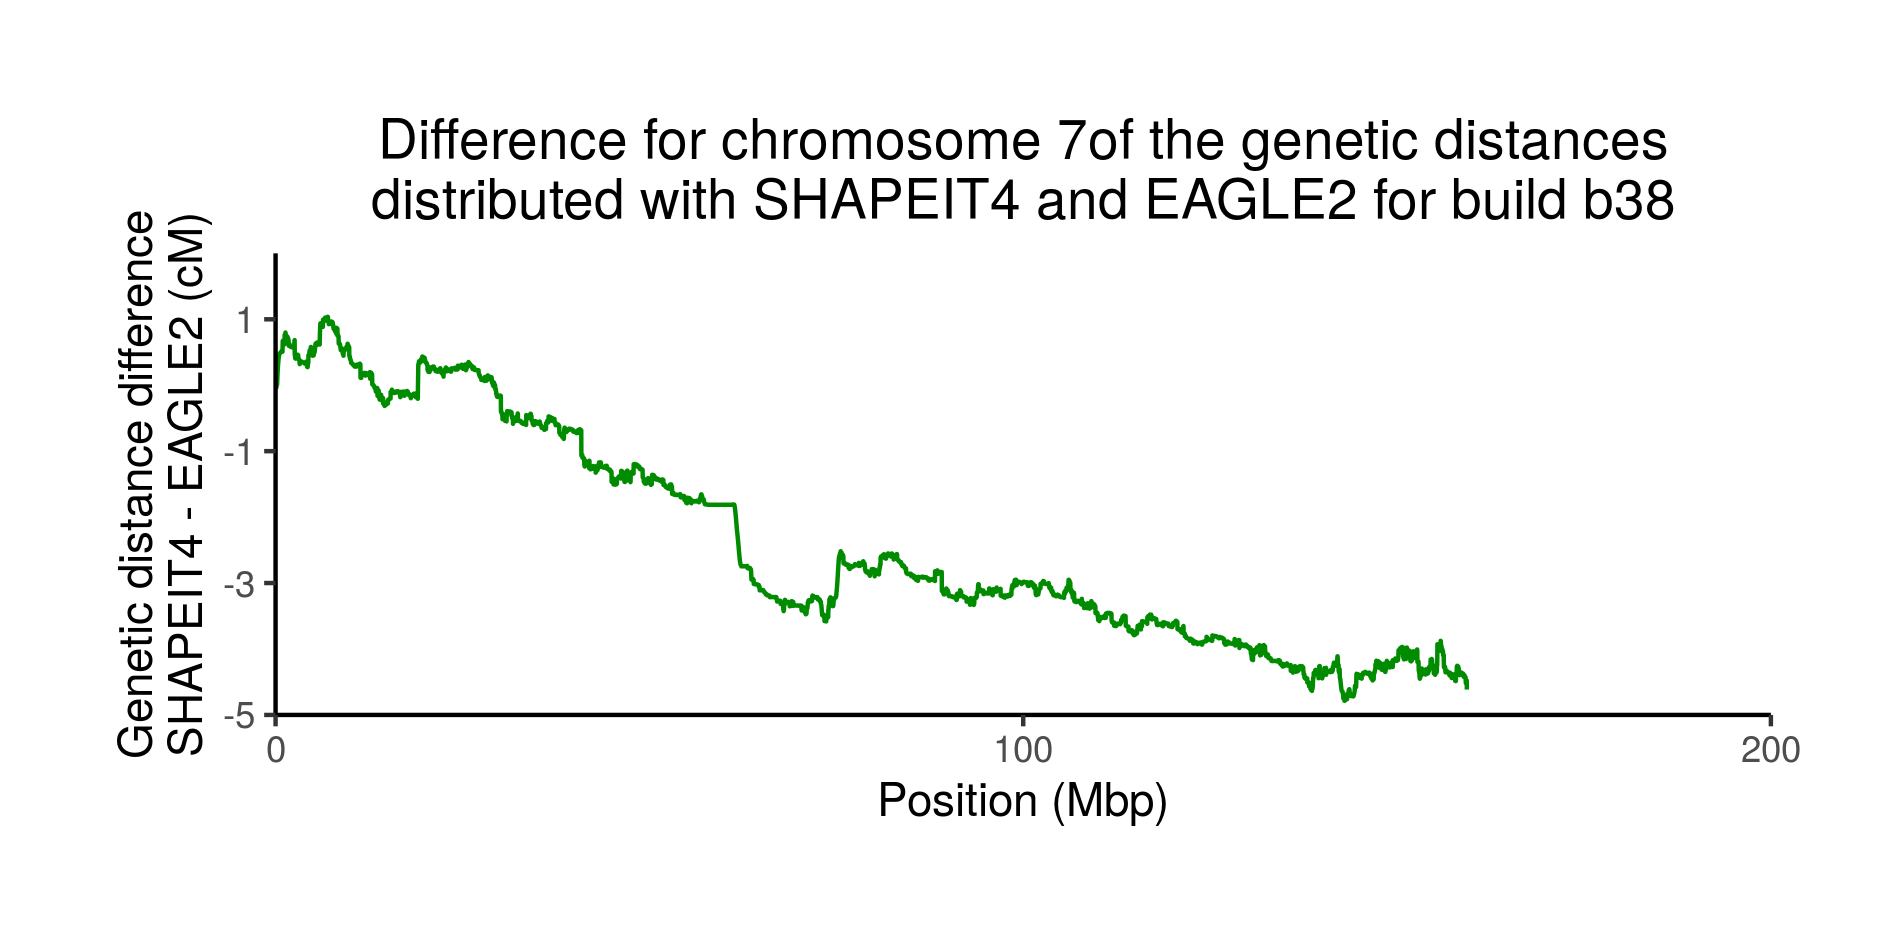 Difference for chromosome 7of the genetic distances
distributed with SHAPEIT4 and EAGLE2 for build b38
Genetic distance difference
SHAPEIT4 - EAGLE2 (cM)
1
-1
-3
-5
0
100
200
Position (Mbp)